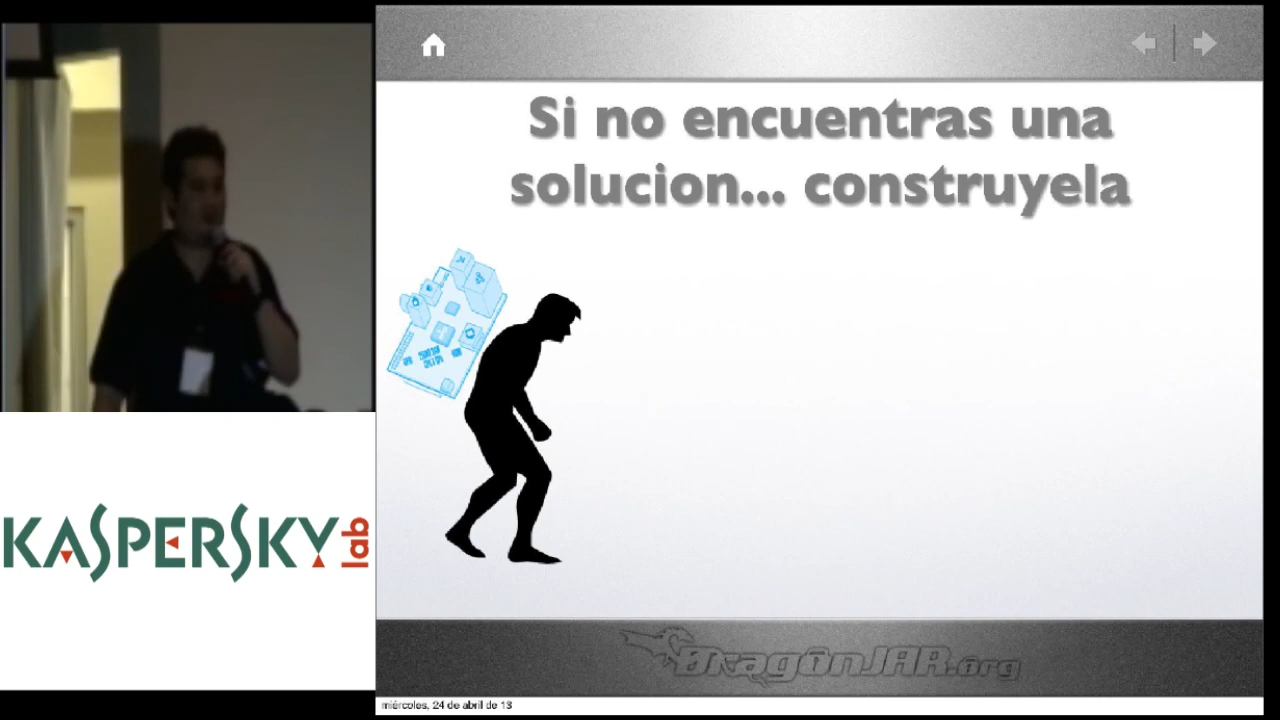 Si no encuentras una
solucion... construyela
KASPERSKY lab
DragonJAR.org
miércoles, 24 de abril de 13